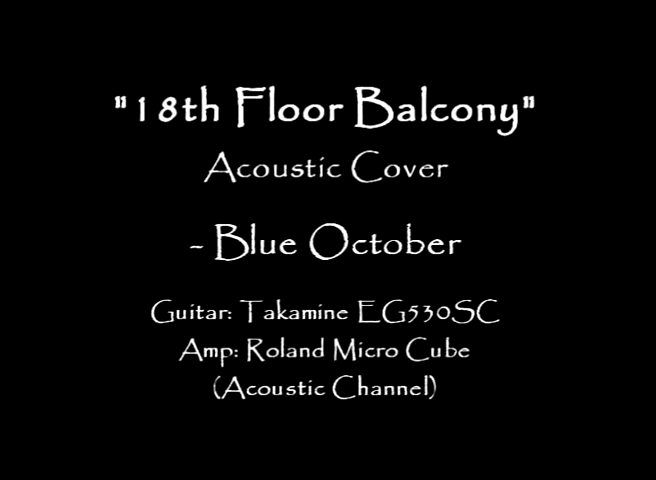 "18th Floor Balcony"
Acoustic Cover
- Blue October
Guitar: Takamine EG530SC
Amp: Roland Micro Cube
(Acoustic Channel)